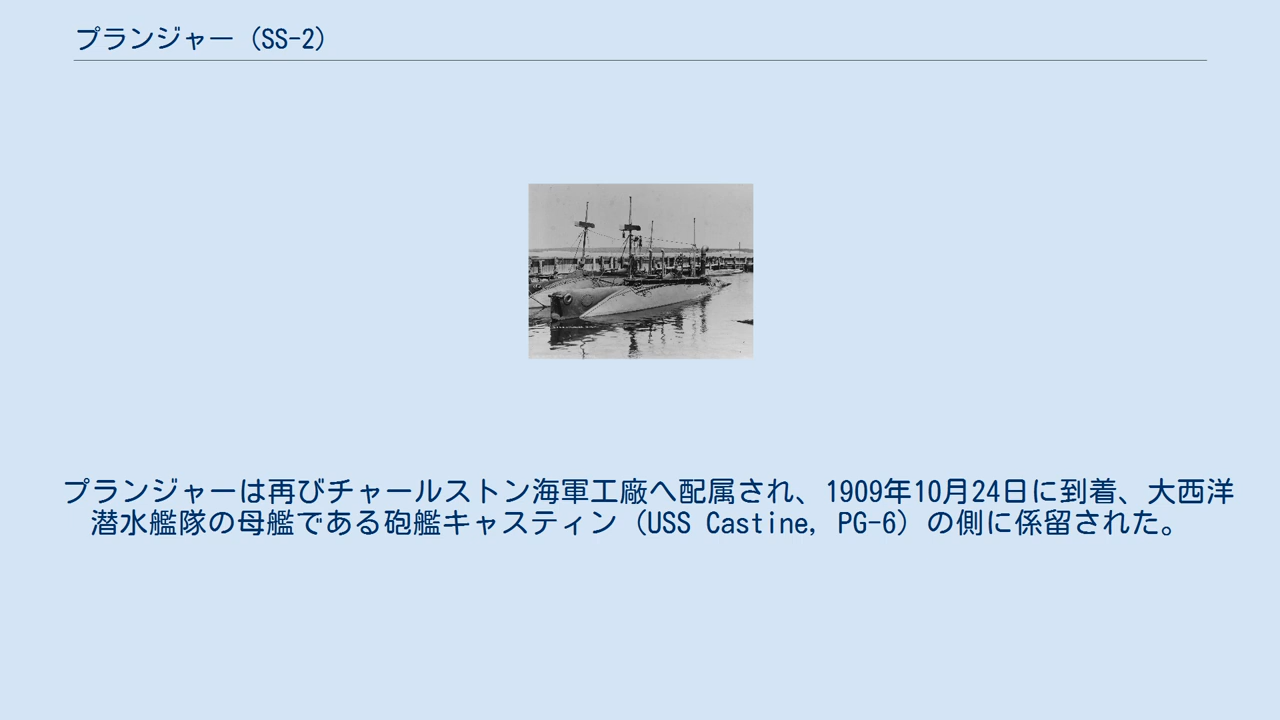 プランジャー（SS-2）
プランジャーは再びチャールストン海軍工廠へ配属され、1909年10月24日に到着、大西洋
潜水艦隊の母艦である砲艦キャスティン（USS Castine, PG-6）の側に係留された。